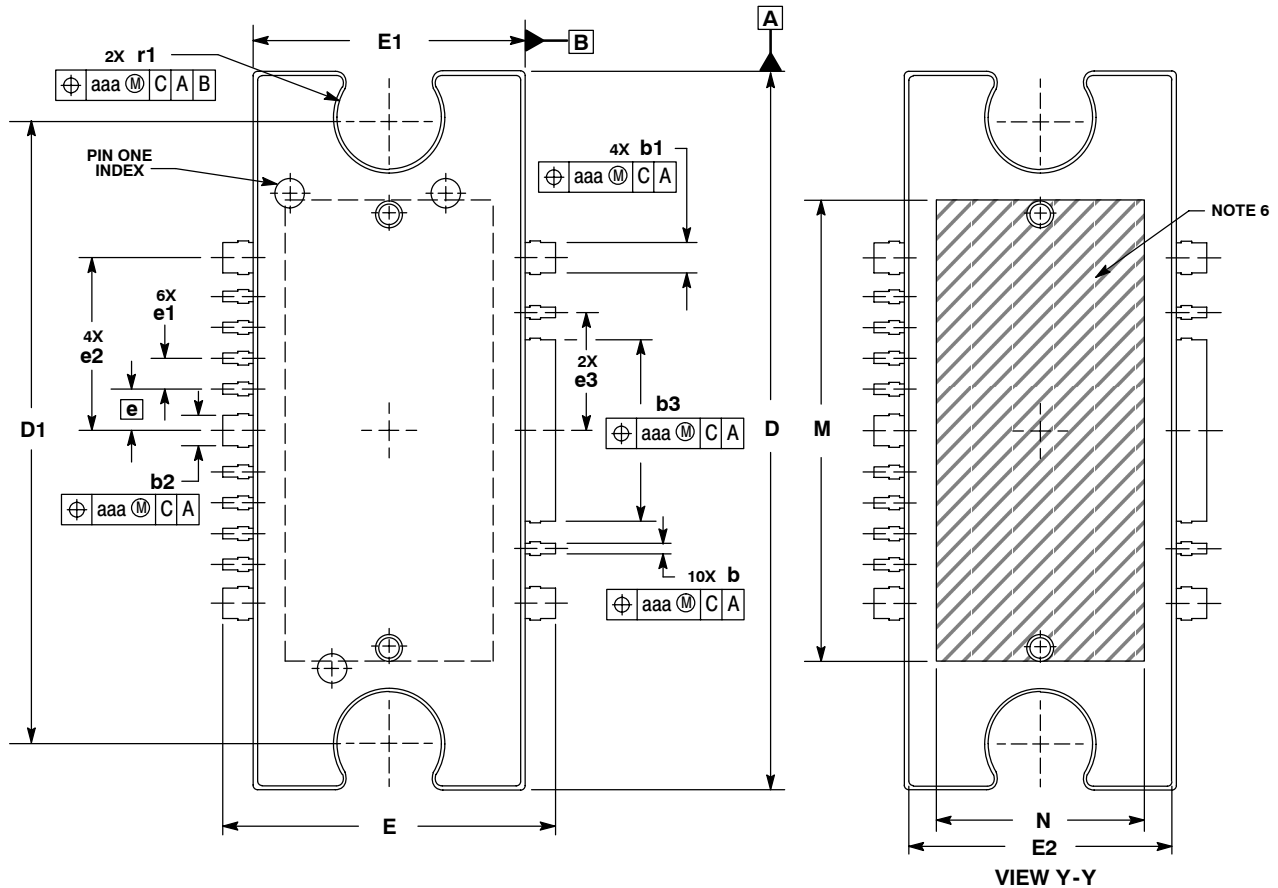 A
E1
B
2X r1
⌖ aaa Ⓜ C A B
PIN ONE
INDEX
4X b1
⌖ aaa Ⓜ C A
NOTE 6
6X
e1
4X
e2
2X
e3
e
b3
⌖ aaa Ⓜ C A
D1
D
M
b2
⌖ aaa Ⓜ C A
10X b
⌖ aaa Ⓜ C A
E
N
E2
VIEW Y-Y